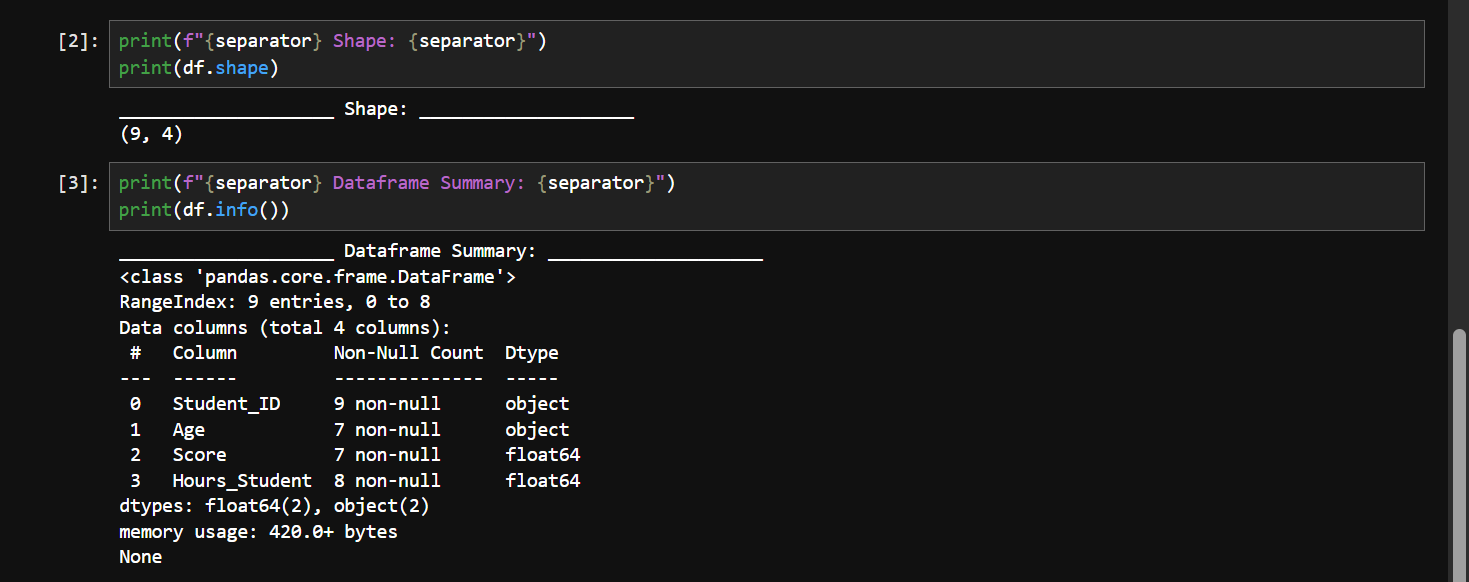 [2]: print(f"{separator} Shape: {separator}")
print(df.shape)
____________________ Shape: ____________________
(9, 4)
[3]: print(f"{separator} Dataframe Summary: {separator}")
print(df.info())
____________________ Dataframe Summary: ____________________
<class 'pandas.core.frame.DataFrame'>
RangeIndex: 9 entries, 0 to 8
Data columns (total 4 columns):
 #   Column         Non-Null Count  Dtype
---  ------         --------------  -----
 0   Student_ID     9 non-null      object
 1   Age            7 non-null      object
 2   Score          7 non-null      float64
 3   Hours_Student  8 non-null      float64
dtypes: float64(2), object(2)
memory usage: 420.0+ bytes
None